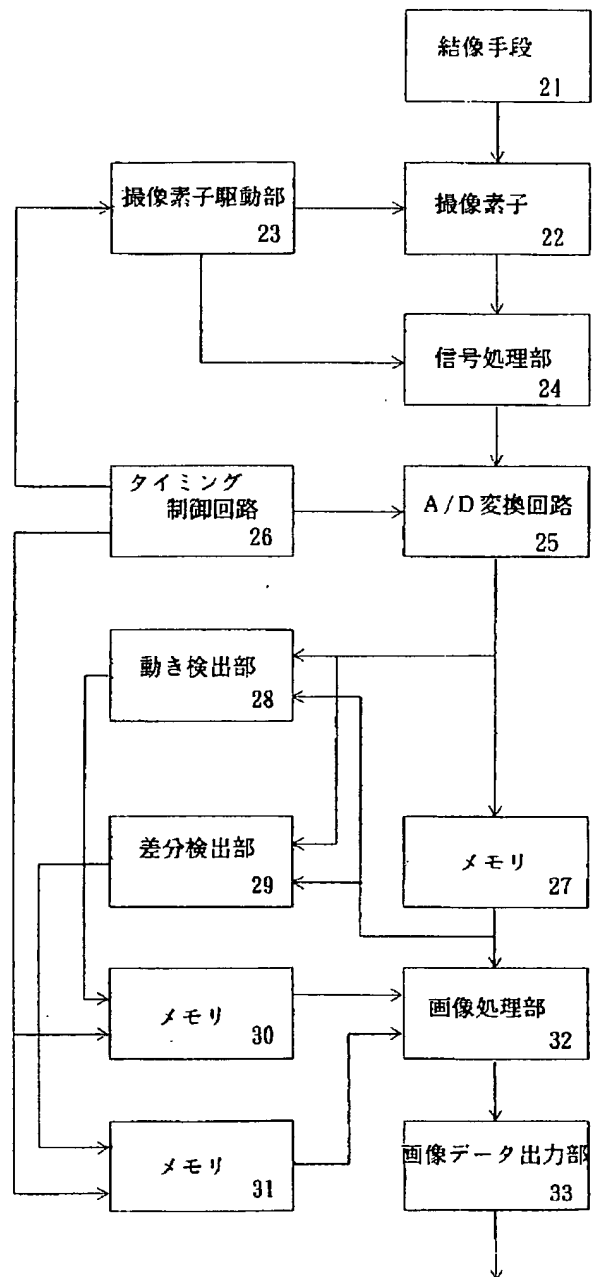 結像手段
21
撮像素子駆動部
23
撮像素子
22
信号処理部
24
タイミング
制御回路
26
A/D変換回路
25
動き検出部
28
差分検出部
29
メモリ
27
メモリ
30
画像処理部
32
メモリ
31
画像データ出力部
33